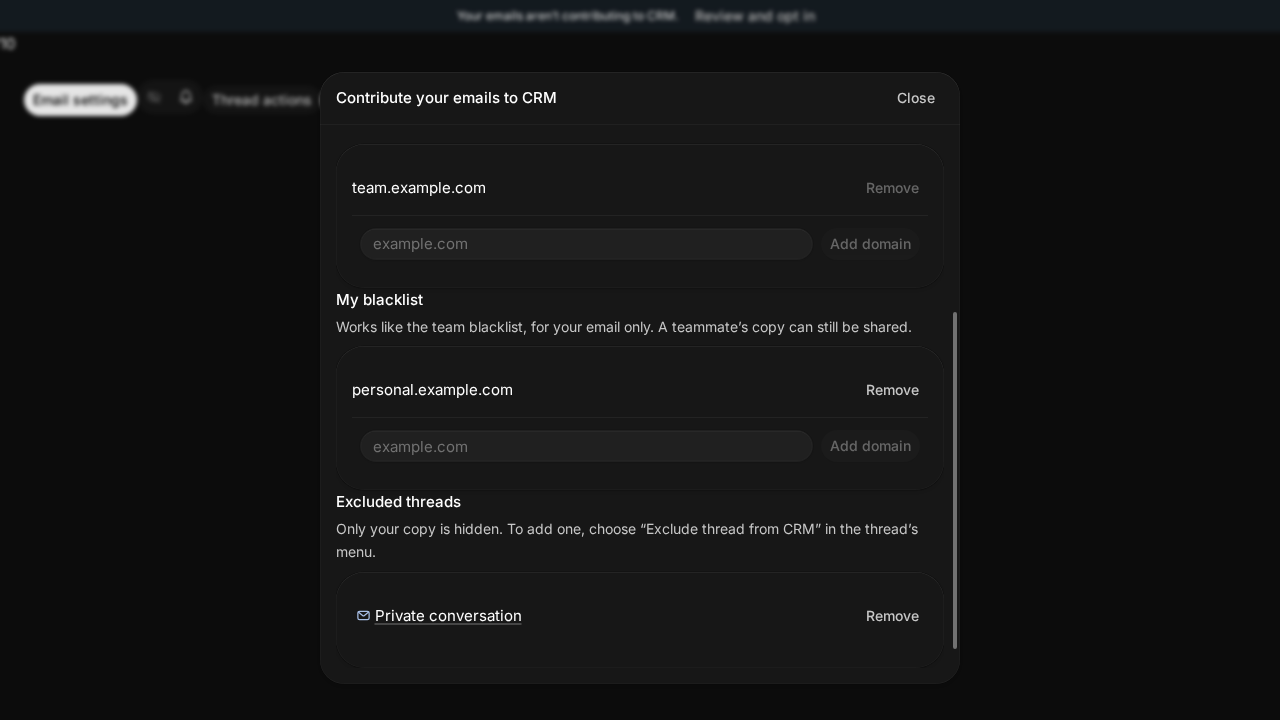 Your emails aren't contributing to CRM. Review and opt in
10
Email settings Thread actions
Contribute your emails to CRM Close
team.example.com Remove
example.com Add domain
My blacklist
Works like the team blacklist, for your email only. A teammate’s copy can still be shared.
personal.example.com Remove
example.com Add domain
Excluded threads
Only your copy is hidden. To add one, choose “Exclude thread from CRM” in the thread’s
menu.
Private conversation Remove